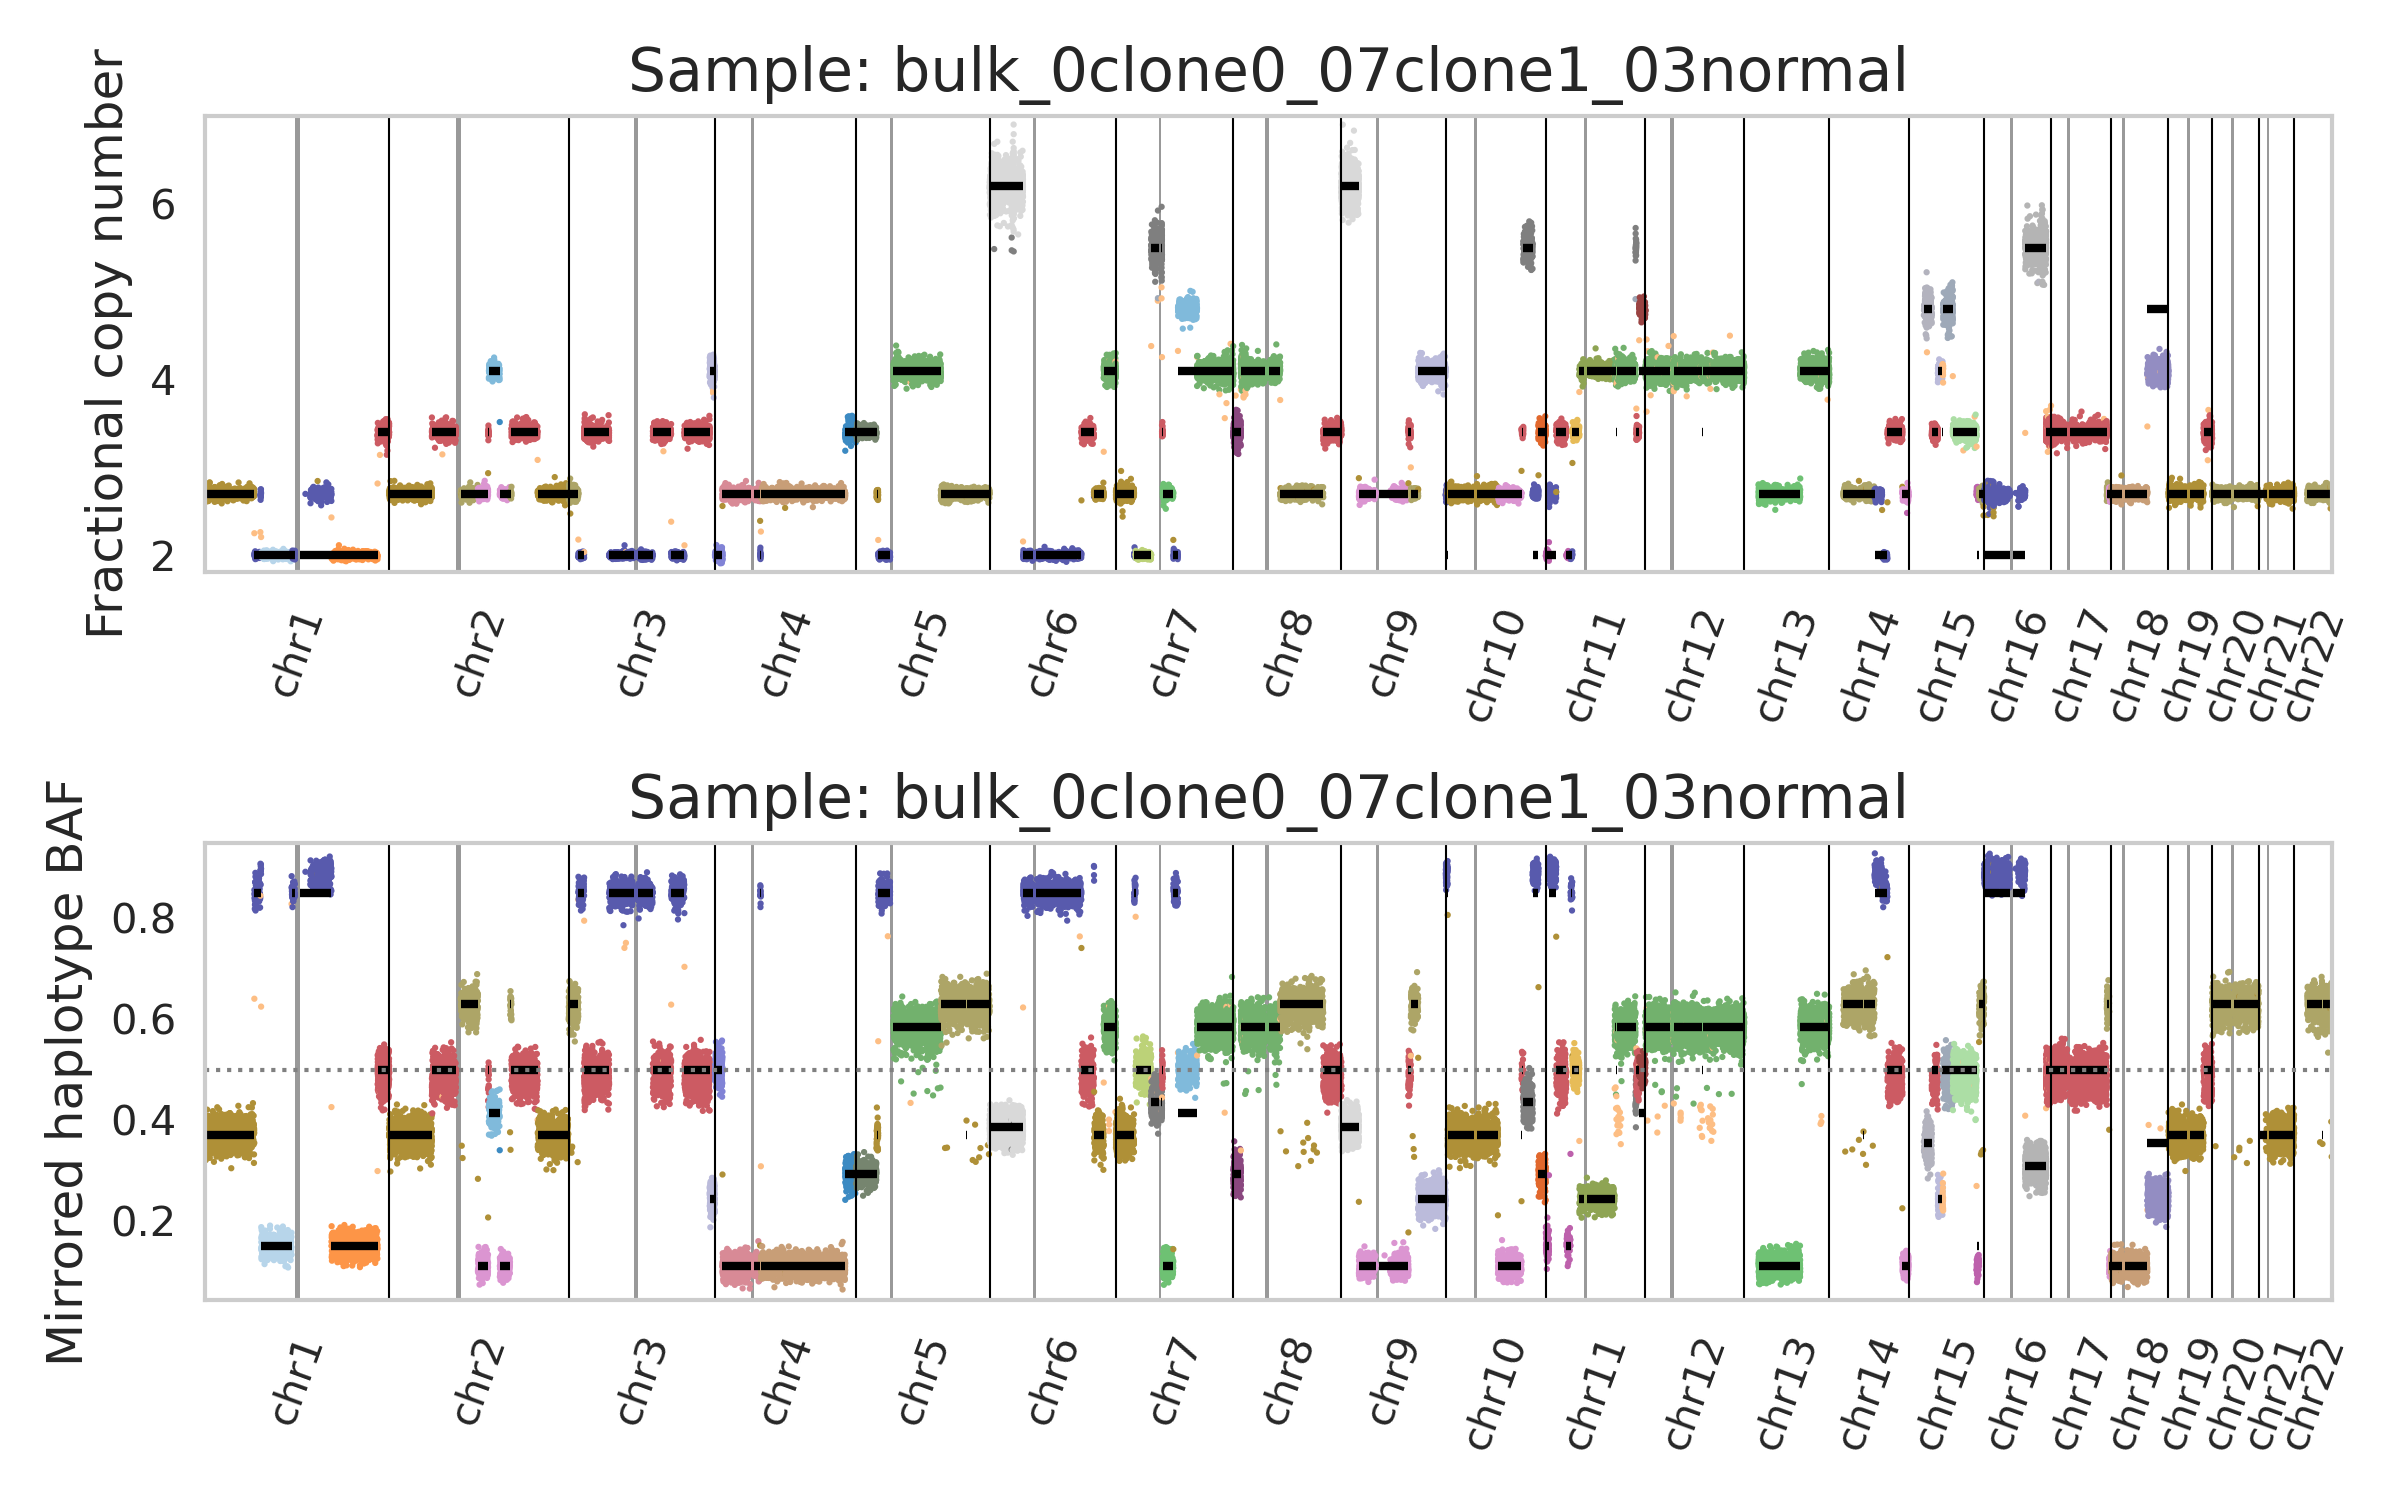 Sample: bulk_0clone0_07clone1_03normal
Fractional copy number
6
4
2
chr1
chr2
chr3
chr4
chr5
chr6
chr7
chr8
chr9
chr10
chr11
chr12
chr13
chr14
chr15
chr16
chr17
chr18
chr19
chr20
chr21
chr22
Sample: bulk_0clone0_07clone1_03normal
Mirrored haplotype BAF
0.8
0.6
0.4
0.2
chr1
chr2
chr3
chr4
chr5
chr6
chr7
chr8
chr9
chr10
chr11
chr12
chr13
chr14
chr15
chr16
chr17
chr18
chr19
chr20
chr21
chr22